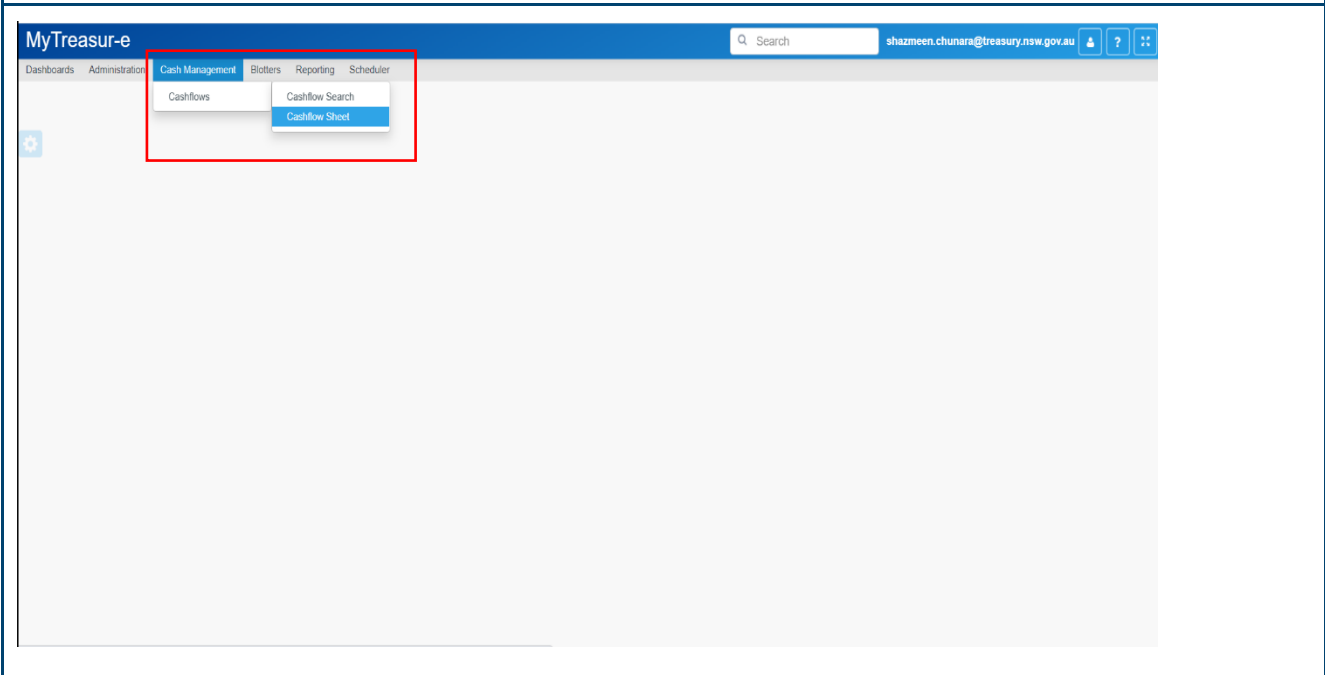 MyTreasur-e Search shazmeen.chunara@treasury.nsw.gov.au ?
Dashboards Administration Cash Management Blotters Reporting Scheduler
Cashflows Cashflow Search
Cashflow Sheet